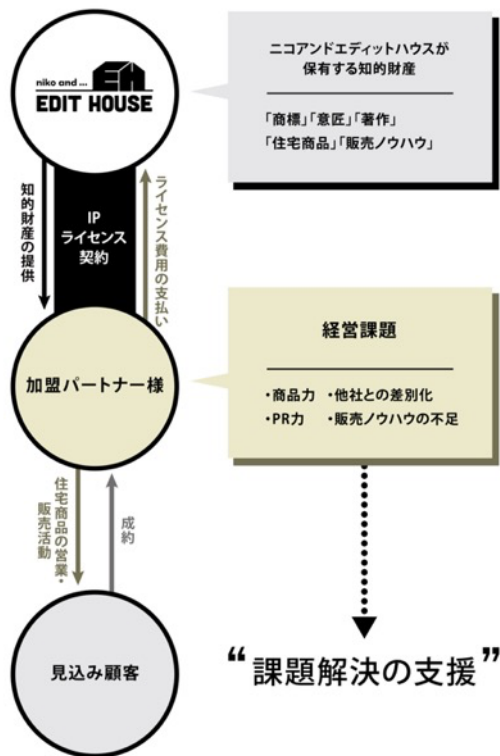 niko and ...
EH
EDIT HOUSE
ニコアンドエディットハウスが
保有する知的財産
「商標」「意匠」「著作」
「住宅商品」「販売ノウハウ」
知的財産の提供
IP
ライセンス
契約
ライセンス費用の支払い
加盟パートナー様
経営課題
・商品力 ・他社との差別化
・PR力 ・販売ノウハウの不足
住宅商品の営業・
販売活動
成約
見込み顧客
“課題解決の支援”